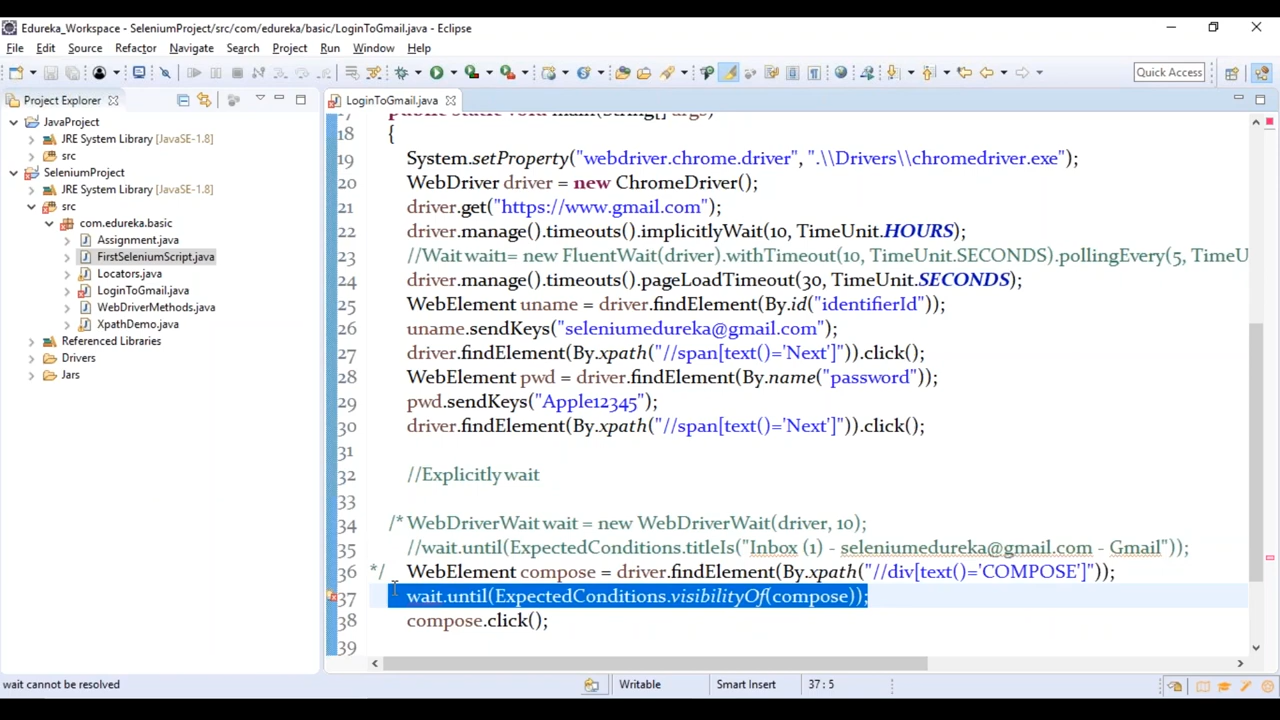 Edureka_Workspace - SeleniumProject/src/com/edureka/basic/LoginToGmail.java - Eclipse
File Edit Source Refactor Navigate Search Project Run Window Help
Quick Access
Project Explorer
LoginToGmail.java
JavaProject
JRE System Library [JavaSE-1.8]
src
SeleniumProject
JRE System Library [JavaSE-1.8]
src
com.edureka.basic
Assignment.java
FirstSeleniumScript.java
Locators.java
LoginToGmail.java
WebDriverMethods.java
XpathDemo.java
Referenced Libraries
Drivers
Jars
17 public static void main(String[] args)
18 {
19 System.setProperty("webdriver.chrome.driver", ".\\Drivers\\chromedriver.exe");
20 WebDriver driver = new ChromeDriver();
21 driver.get("https://www.gmail.com");
22 driver.manage().timeouts().implicitlyWait(10, TimeUnit.HOURS);
23 //Wait wait1= new FluentWait(driver).withTimeout(10, TimeUnit.SECONDS).pollingEvery(5, TimeU
24 driver.manage().timeouts().pageLoadTimeout(30, TimeUnit.SECONDS);
25 WebElement uname = driver.findElement(By.id("identifierId"));
26 uname.sendKeys("seleniumedureka@gmail.com");
27 driver.findElement(By.xpath("//span[text()='Next']")).click();
28 WebElement pwd = driver.findElement(By.name("password"));
29 pwd.sendKeys("Apple12345");
30 driver.findElement(By.xpath("//span[text()='Next']")).click();
31
32 //Explicitly wait
33
34 /* WebDriverWait wait = new WebDriverWait(driver, 10);
35 //wait.until(ExpectedConditions.titleIs("Inbox (1) - seleniumedureka@gmail.com - Gmail"));
36 */ WebElement compose = driver.findElement(By.xpath("//div[text()='COMPOSE']"));
37 wait.until(ExpectedConditions.visibilityOf(compose));
38 compose.click();
39
wait cannot be resolved
Writable
Smart Insert
37 : 5